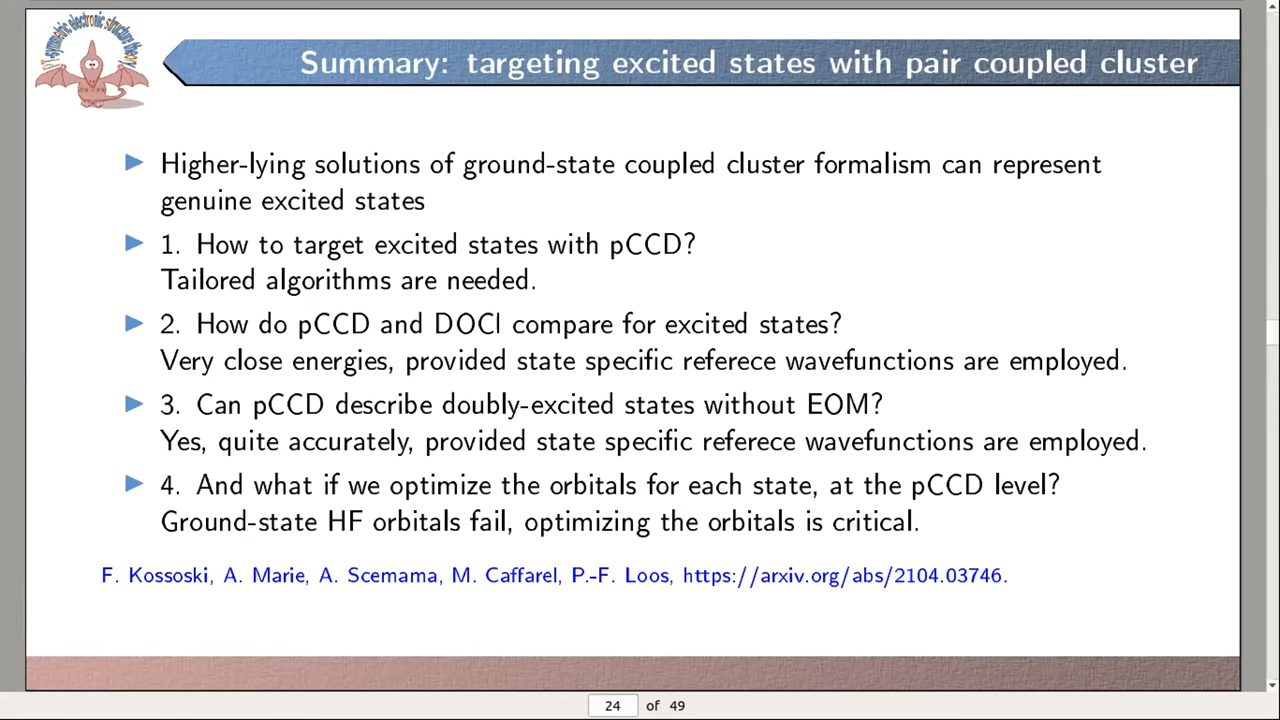 Summary: targeting excited states with pair coupled cluster
Higher-lying solutions of ground-state coupled cluster formalism can represent
genuine excited states
1. How to target excited states with pCCD?
Tailored algorithms are needed.
2. How do pCCD and DOCI compare for excited states?
Very close energies, provided state specific referece wavefunctions are employed.
3. Can pCCD describe doubly-excited states without EOM?
Yes, quite accurately, provided state specific referece wavefunctions are employed.
4. And what if we optimize the orbitals for each state, at the pCCD level?
Ground-state HF orbitals fail, optimizing the orbitals is critical.
F. Kossoski, A. Marie, A. Scemama, M. Caffarel, P.-F. Loos, https://arxiv.org/abs/2104.03746.
24 of 49